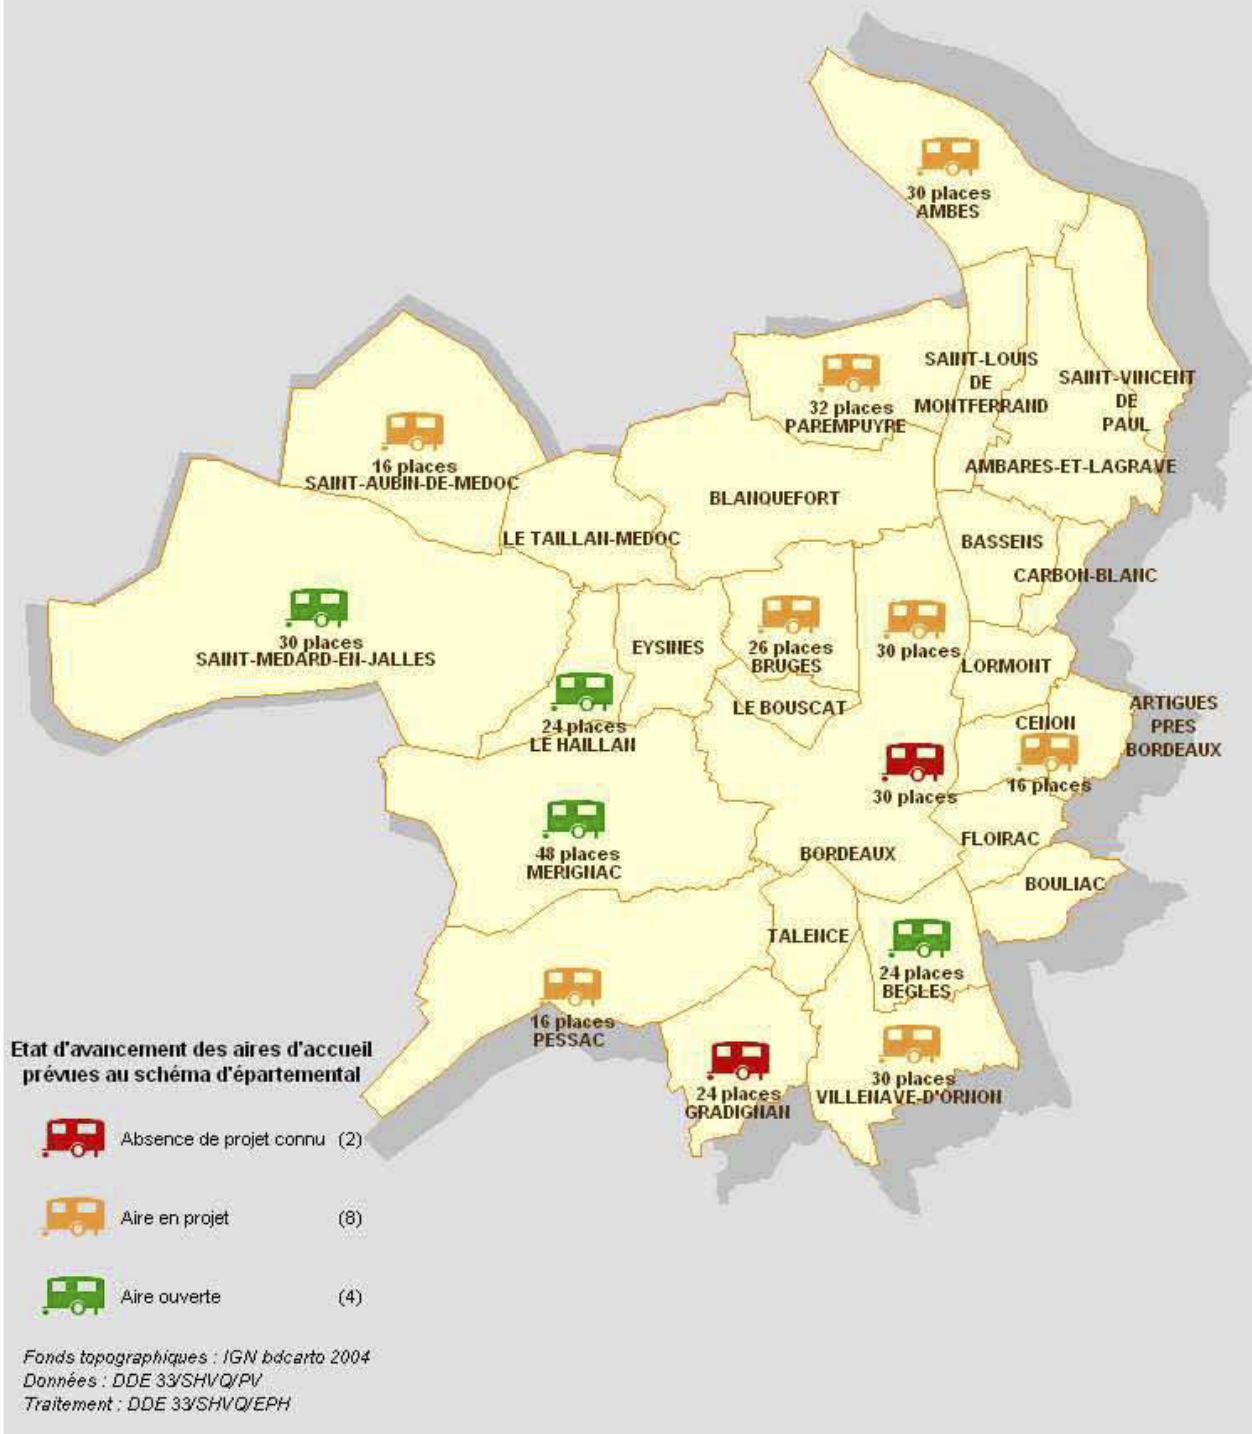 30 places
AMBES
SAINT-LOUIS
DE
MONTFERRAND
SAINT-VINCENT
DE
PAUL
32 places
PAREMPUYRE
16 places
SAINT-AUBIN-DE-MEDOC
AMBARES-ET-LAGRAVE
BLANQUEFORT
LE TAILLAN-MEDOC
BASSENS
CARBON-BLANC
30 places
SAINT-MEDARD-EN-JALLES
EYSINES
26 places
BRUGES
30 places
LORMONT
LE BOUSCAT
24 places
LE HAILLAN
CENON
ARTIGUES
PRES
BORDEAUX
16 places
30 places
FLOIRAC
48 places
MERIGNAC
BORDEAUX
BOULIAC
TALENCE
24 places
BEGLES
16 places
PESSAC
24 places
GRADIGNAN
30 places
VILLENAVE-D'ORNON
Etat d'avancement des aires d'accueil
prévues au schéma d'épartemental
Absence de projet connu (2)
Aire en projet (8)
Aire ouverte (4)
Fonds topographiques : IGN bdcarto 2004
Données : DDE 33/SHVQ/PV
Traitement : DDE 33/SHVQ/EPH